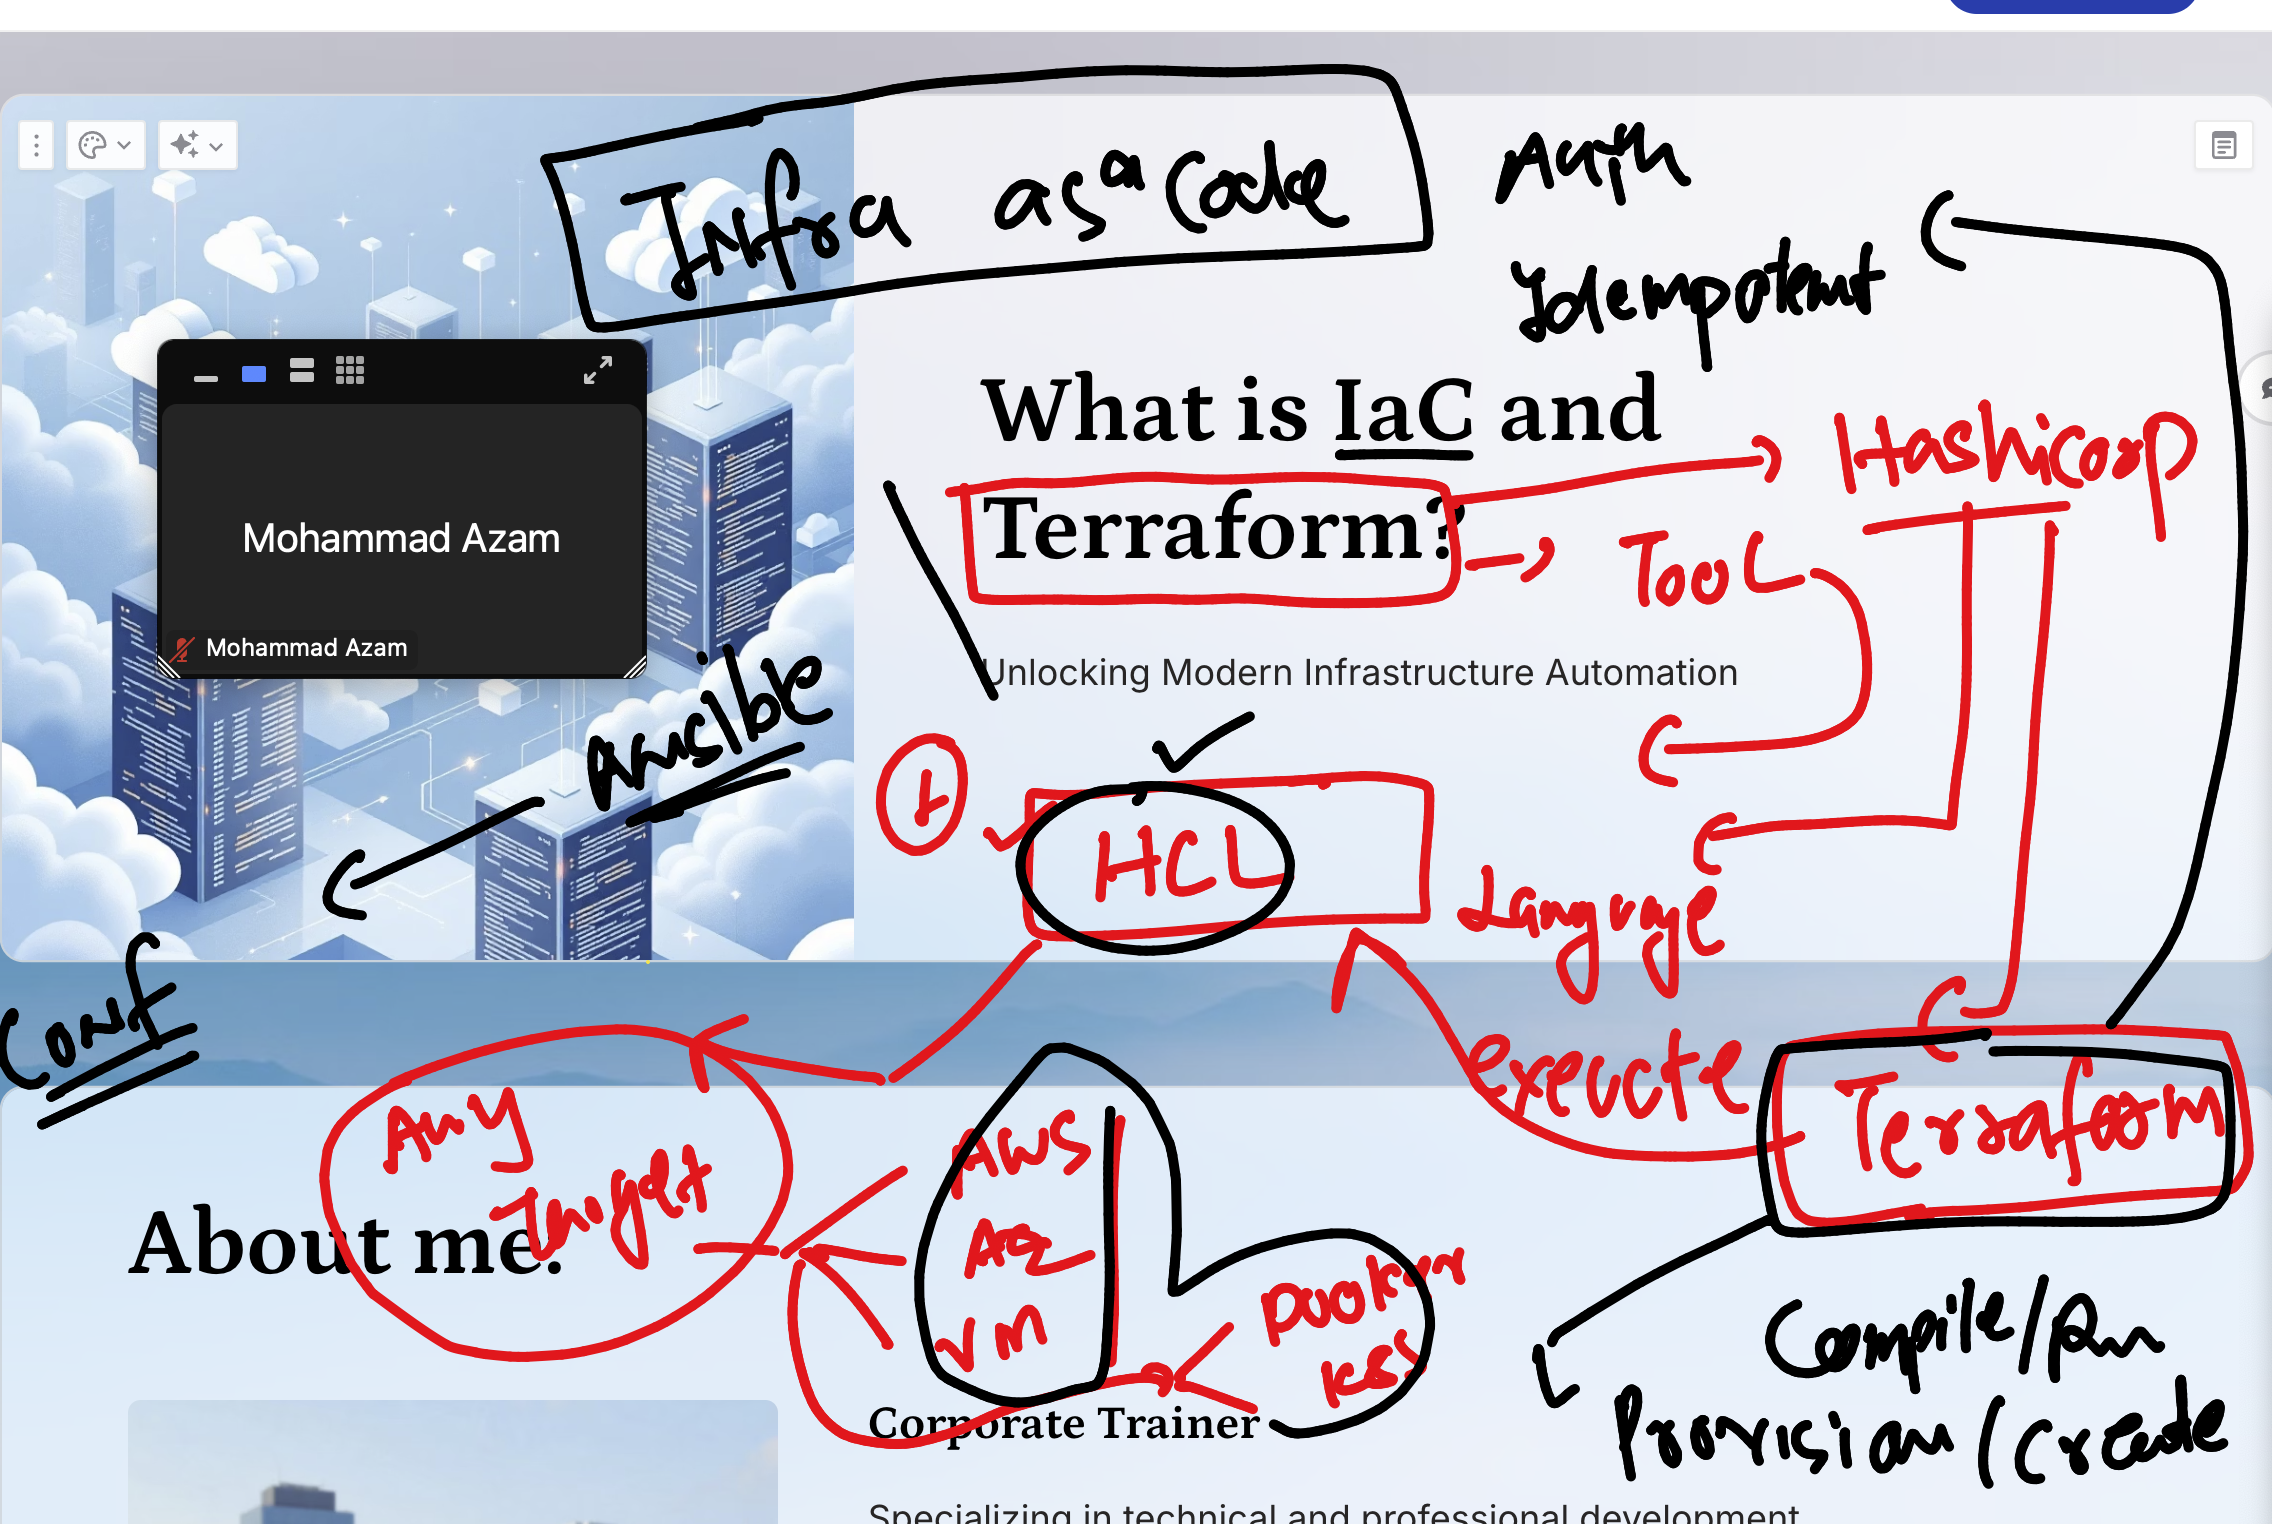 Infra as a Code
Auth
Idempotent
What is IaC and
Terraform?
Hashicorp
TOOL
Mohammad Azam
Mohammad Azam
Unlocking Modern Infrastructure Automation
Ansible
1
HCL
Language
Conf
execute
Terraform
Any
Target
AWS
AZ
VM
Docker
K8S
About me:
Compile/Run
Provision/Create
Corporate Trainer
Specializing in technical and professional development